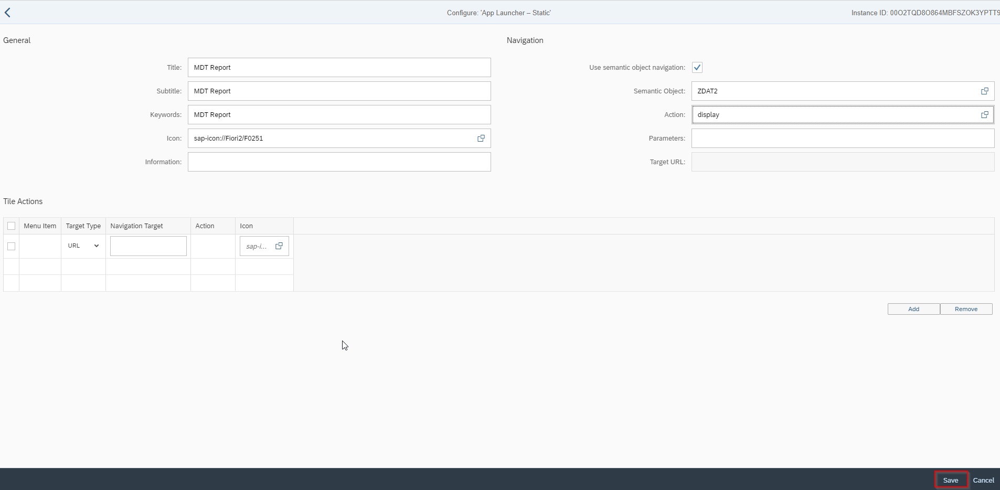 Configure: 'App Launcher – Static'
Instance ID: 00O2TQD8O864MBFSZOK3YPTT9
General
Navigation
Title: MDT Report
Use semantic object navigation:
Subtitle: MDT Report
Semantic Object: ZDAT2
Keywords: MDT Report
Action: display
Icon: sap-icon://Fiori2/F0251
Parameters:
Information:
Target URL:
Tile Actions
Menu Item Target Type Navigation Target Action Icon
URL sap-i...
Add Remove
Save Cancel